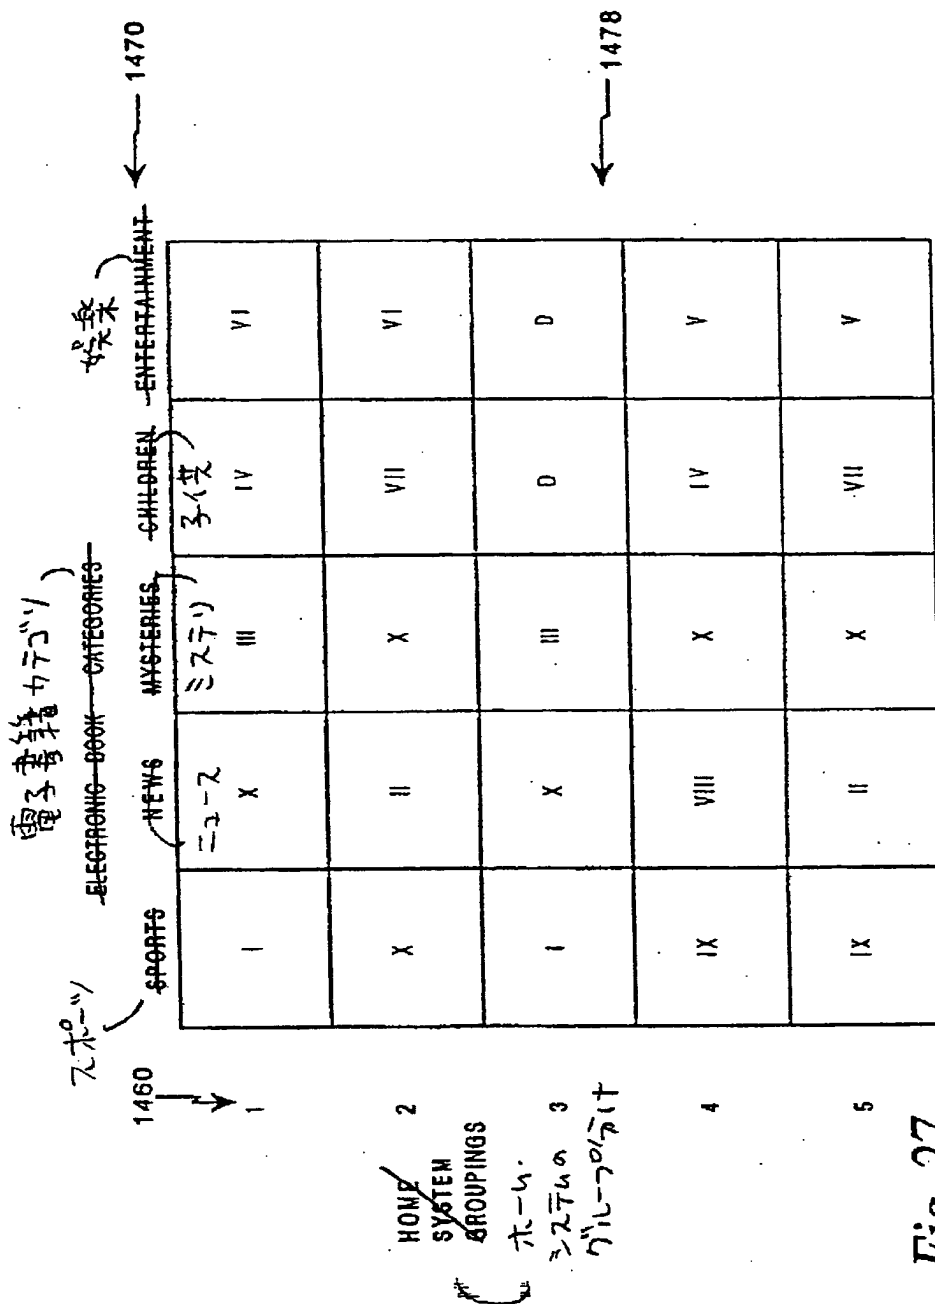 電子書籍カテゴリ
ELECTRONIC BOOK CATEGORIES
1470
スポーツ
娯楽
SPORTS NEWS MYSTERIES CHILDREN ENTERTAINMENT
ニュース ミステリ 子供
1460
1 I X III IV VI
2 X II X VII VI
HOME
SYSTEM
GROUPINGS
ホーム・
システムの
グループ分け
3 I X III D D
1478
4 IX VIII X IV V
5 IX II X VII V
Fig. 27